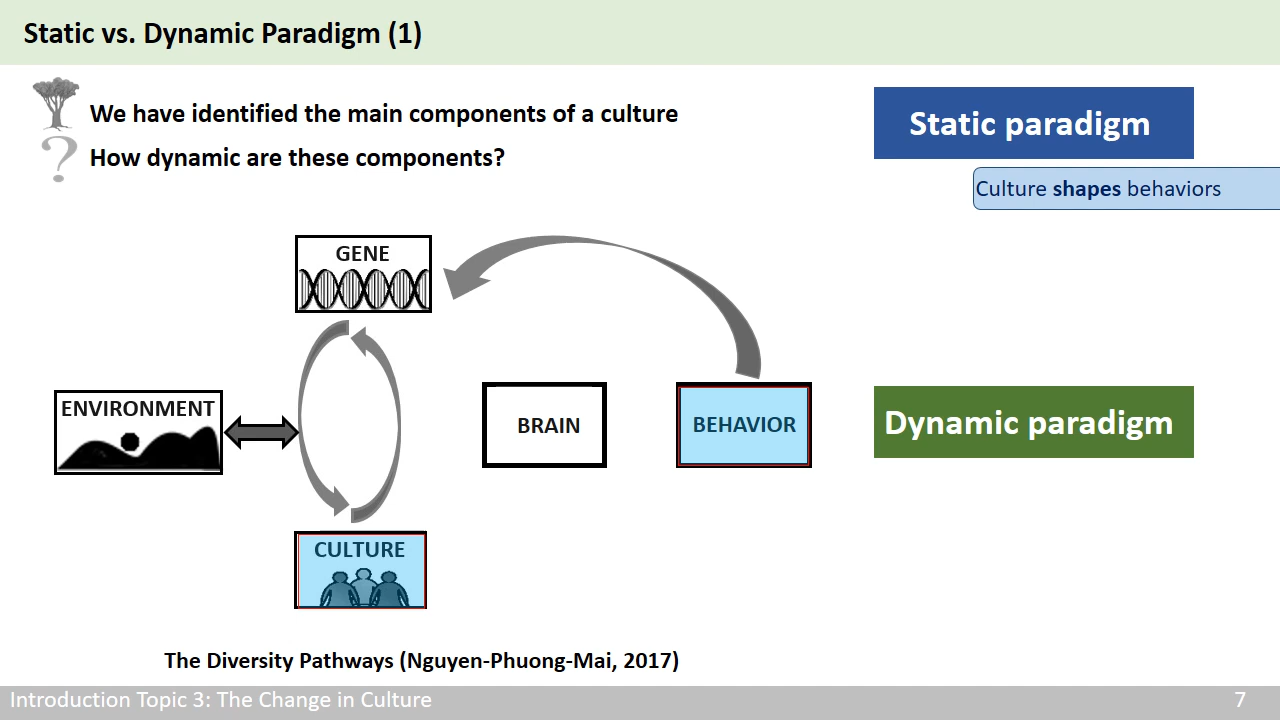 Static vs. Dynamic Paradigm (1)
We have identified the main components of a culture
How dynamic are these components?
Static paradigm
Culture shapes behaviors
GENE
ENVIRONMENT
BRAIN
BEHAVIOR
Dynamic paradigm
CULTURE
The Diversity Pathways (Nguyen-Phuong-Mai, 2017)
Introduction Topic 3: The Change in Culture
7